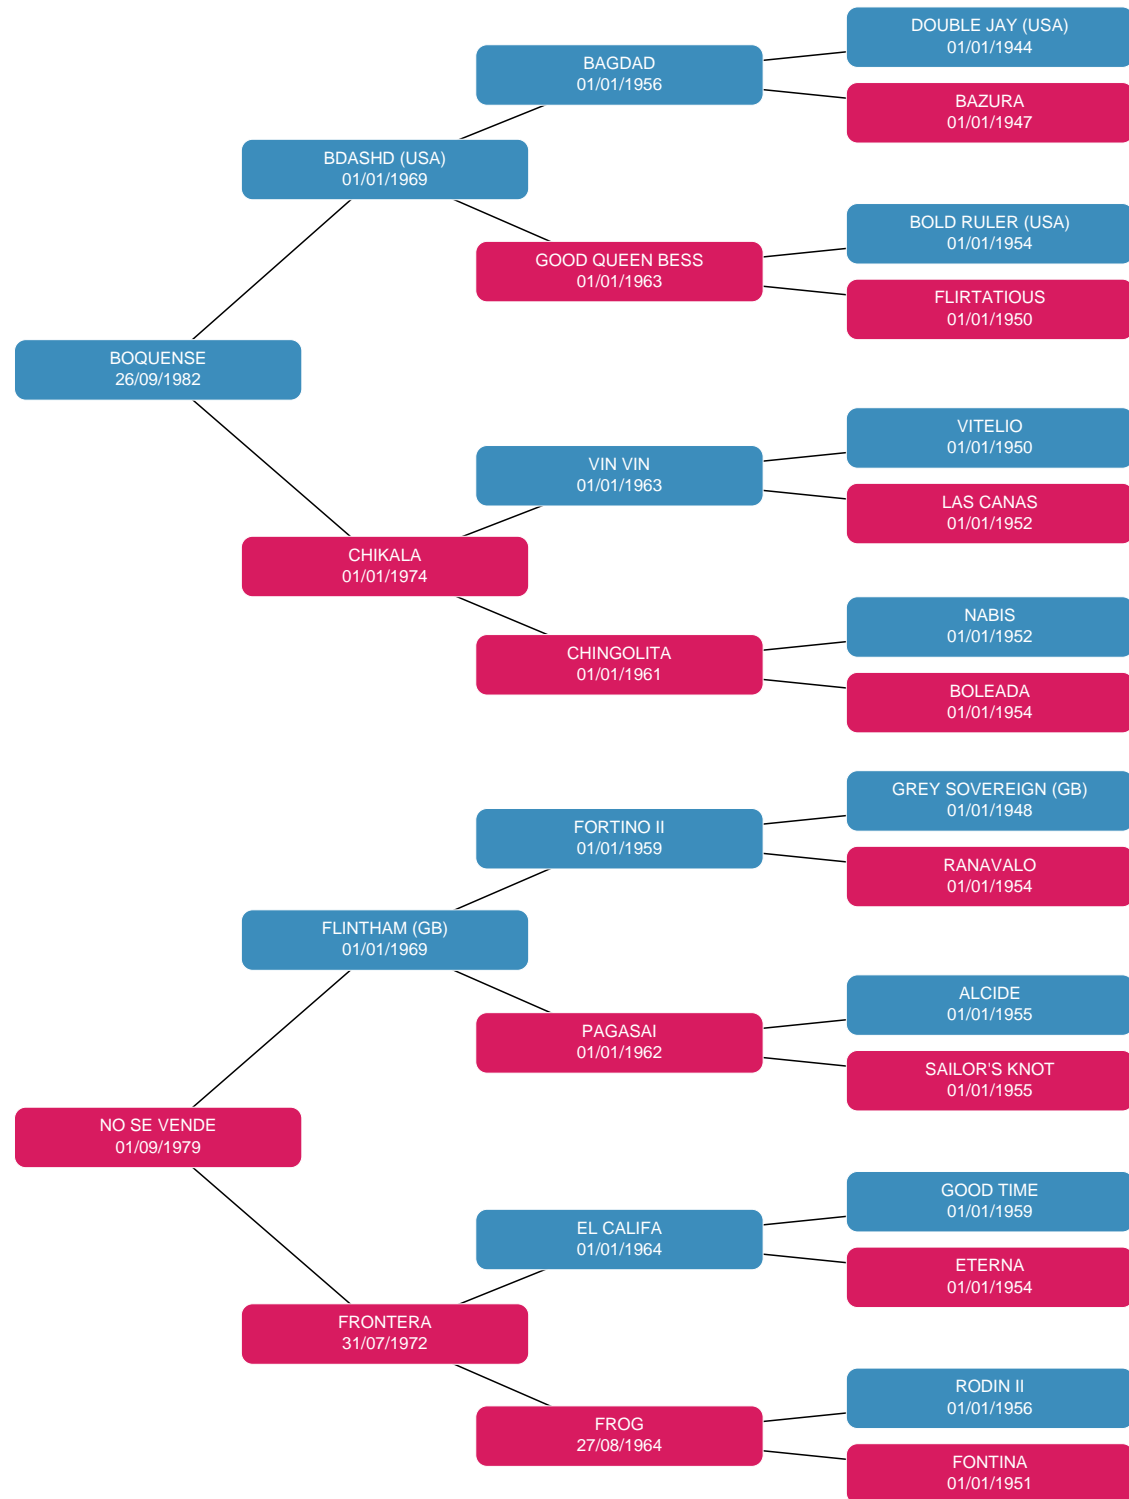 DOUBLE JAY (USA)
01/01/1944
BAGDAD
01/01/1956
BAZURA
01/01/1947
BDASHD (USA)
01/01/1969
BOLD RULER (USA)
01/01/1954
GOOD QUEEN BESS
01/01/1963
FLIRTATIOUS
01/01/1950
BOQUENSE
26/09/1982
VITELIO
01/01/1950
VIN VIN
01/01/1963
LAS CANAS
01/01/1952
CHIKALA
01/01/1974
NABIS
01/01/1952
CHINGOLITA
01/01/1961
BOLEADA
01/01/1954
GREY SOVEREIGN (GB)
01/01/1948
FORTINO II
01/01/1959
RANAVALO
01/01/1954
FLINTHAM (GB)
01/01/1969
ALCIDE
01/01/1955
PAGASAI
01/01/1962
SAILOR'S KNOT
01/01/1955
NO SE VENDE
01/09/1979
GOOD TIME
01/01/1959
EL CALIFA
01/01/1964
ETERNA
01/01/1954
FRONTERA
31/07/1972
RODIN II
01/01/1956
FROG
27/08/1964
FONTINA
01/01/1951